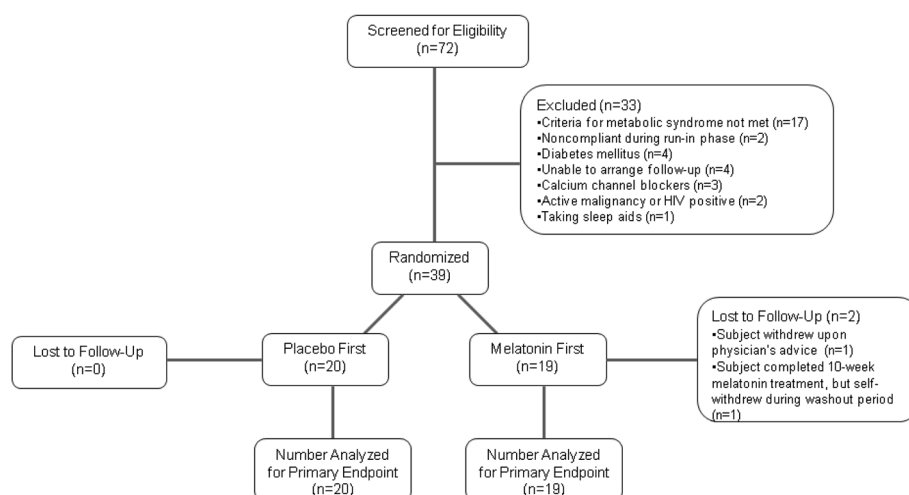 Screened for Eligibility
(n=72)
Excluded (n=33)
▪Criteria for metabolic syndrome not met (n=17)
▪Noncompliant during run-in phase (n=2)
▪Diabetes mellitus (n=4)
▪Unable to arrange follow-up (n=4)
▪Calcium channel blockers (n=3)
▪Active malignancy or HIV positive (n=2)
▪Taking sleep aids (n=1)
Randomized
(n=39)
Lost to Follow-Up
(n=0)
Placebo First
(n=20)
Melatonin First
(n=19)
Lost to Follow-Up (n=2)
▪Subject withdrew upon
physician's advice (n=1)
▪Subject completed 10-week
melatonin treatment, but self-
withdrew during washout period
(n=1)
Number Analyzed
for Primary Endpoint
(n=20)
Number Analyzed
for Primary Endpoint
(n=19)